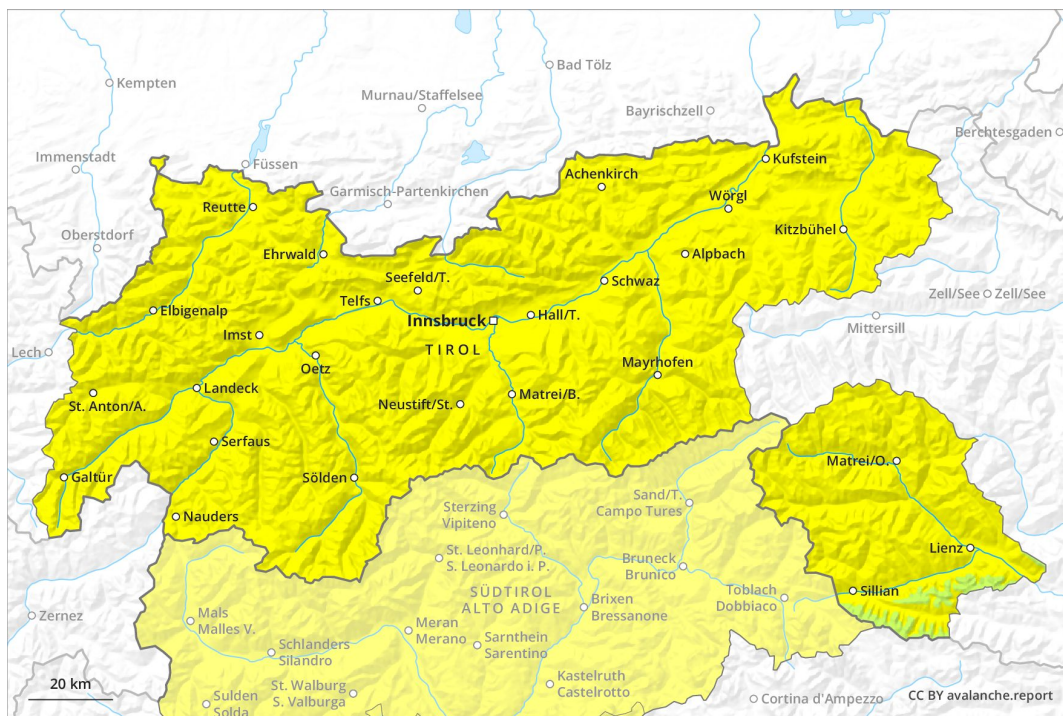 Kempten
Bad Tölz
Murnau/Staffelsee
Bayrischzell
Berchtesgaden
Immenstadt
Füssen
Kufstein
Achenkirch
Garmisch-Partenkirchen
Wörgl
Reutte
Oberstdorf
Kitzbühel
Ehrwald
Alpbach
Seefeld/T.
Schwaz
Zell/See
Zell/See
Telfs
Elbigenalp
Hall/T.
Innsbruck
Mittersill
Imst
TIROL
Lech
Oetz
Mayrhofen
Landeck
Matrei/B.
St. Anton/A.
Neustift/St.
Serfaus
Matrei/O.
Galtür
Sölden
Sand/T.
Campo Tures
Sterzing
Vipiteno
Nauders
Lienz
St. Leonhard/P.
S. Leonardo i. P.
Bruneck
Brunico
Sillian
SÜDTIROL
ALTO ADIGE
Toblach
Dobbiaco
Brixen
Bressanone
Zernez
Mals
Malles V.
Meran
Merano
Sarnthein
Sarentino
Schlanders
Silandro
Kastelruth
Castelrotto
20 km
St. Walburg
S. Valburga
Sulden
Solda
Cortina d'Ampezzo
CC BY avalanche.report